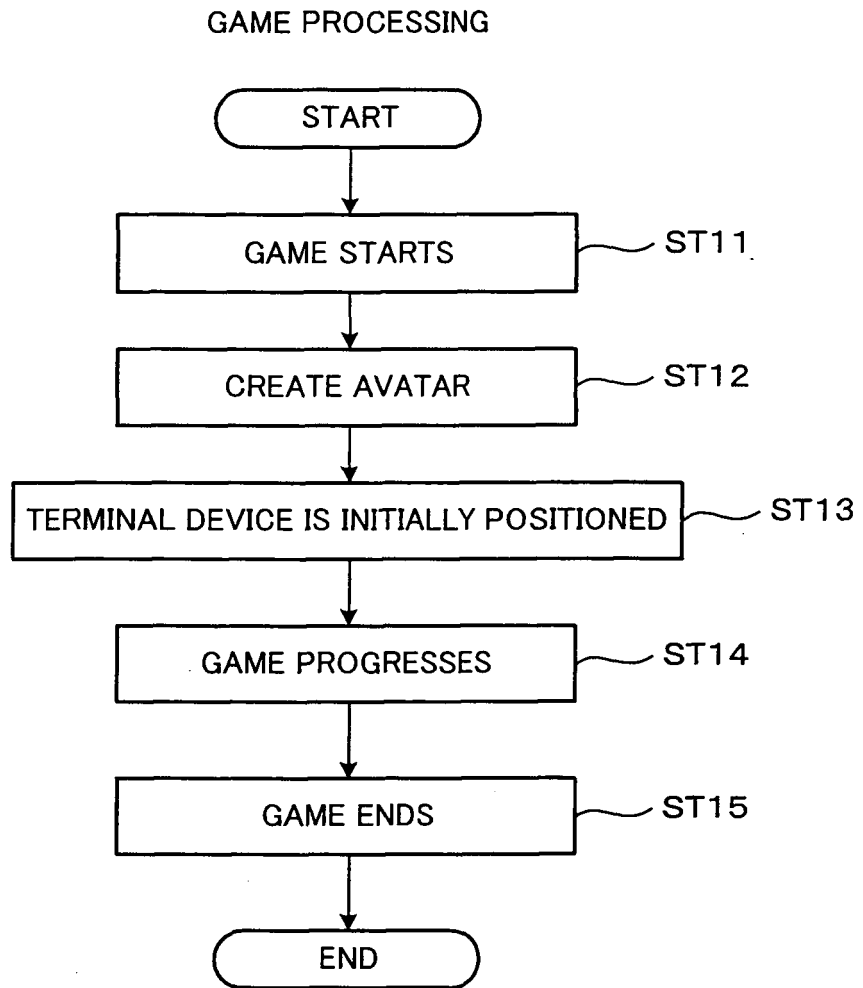 GAME PROCESSING
START
GAME STARTS
ST11
CREATE AVATAR
ST12
TERMINAL DEVICE IS INITIALLY POSITIONED
ST13
GAME PROGRESSES
ST14
GAME ENDS
ST15
END